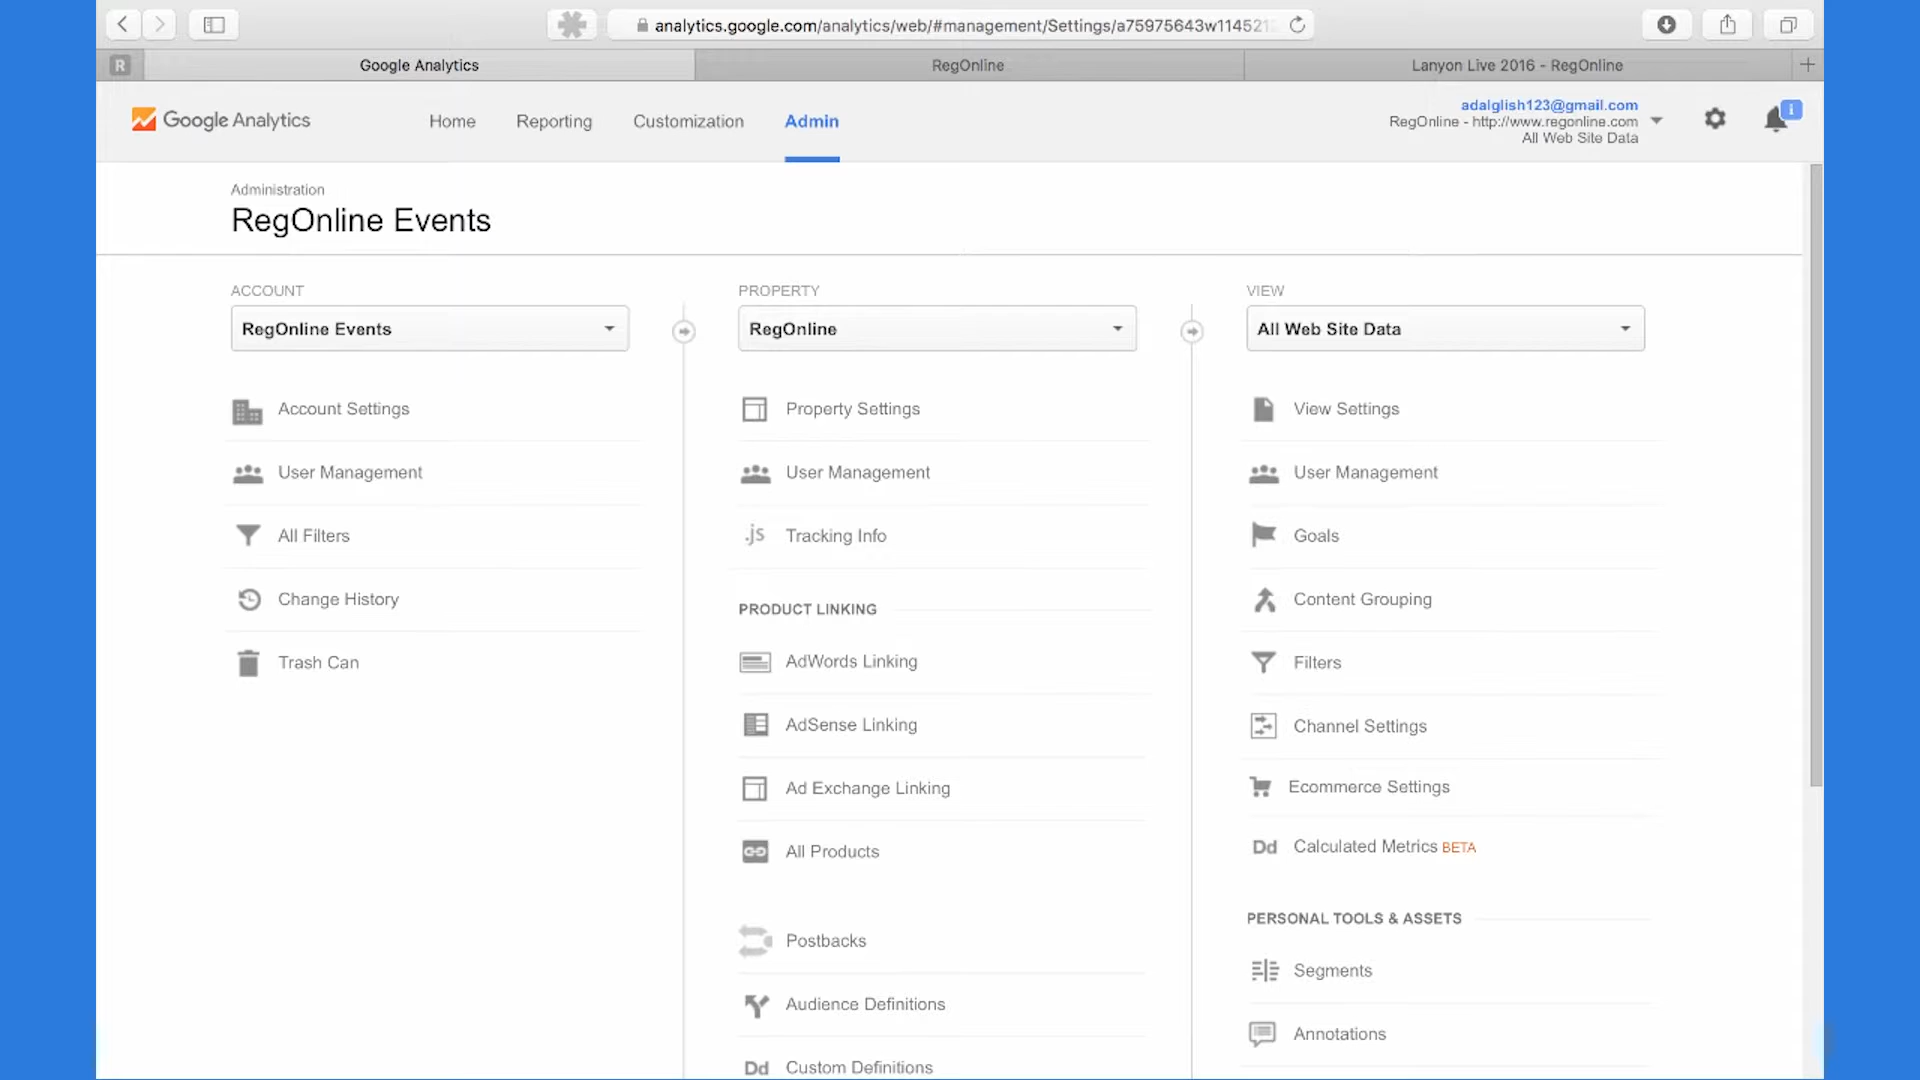 analytics.google.com/analytics/web/#management/Settings/a75975643w114521
R
Google Analytics
RegOnline
Lanyon Live 2016 - RegOnline
Google Analytics
Home
Reporting
Customization
Admin
adalglish123@gmail.com
RegOnline - http://www.regonline.com
All Web Site Data
Administration
RegOnline Events
ACCOUNT
RegOnline Events
Account Settings
User Management
All Filters
Change History
Trash Can
PROPERTY
RegOnline
Property Settings
User Management
.js Tracking Info
PRODUCT LINKING
AdWords Linking
AdSense Linking
Ad Exchange Linking
All Products
Postbacks
Audience Definitions
Dd Custom Definitions
VIEW
All Web Site Data
View Settings
User Management
Goals
Content Grouping
Filters
Channel Settings
Ecommerce Settings
Dd Calculated Metrics BETA
PERSONAL TOOLS & ASSETS
Segments
Annotations